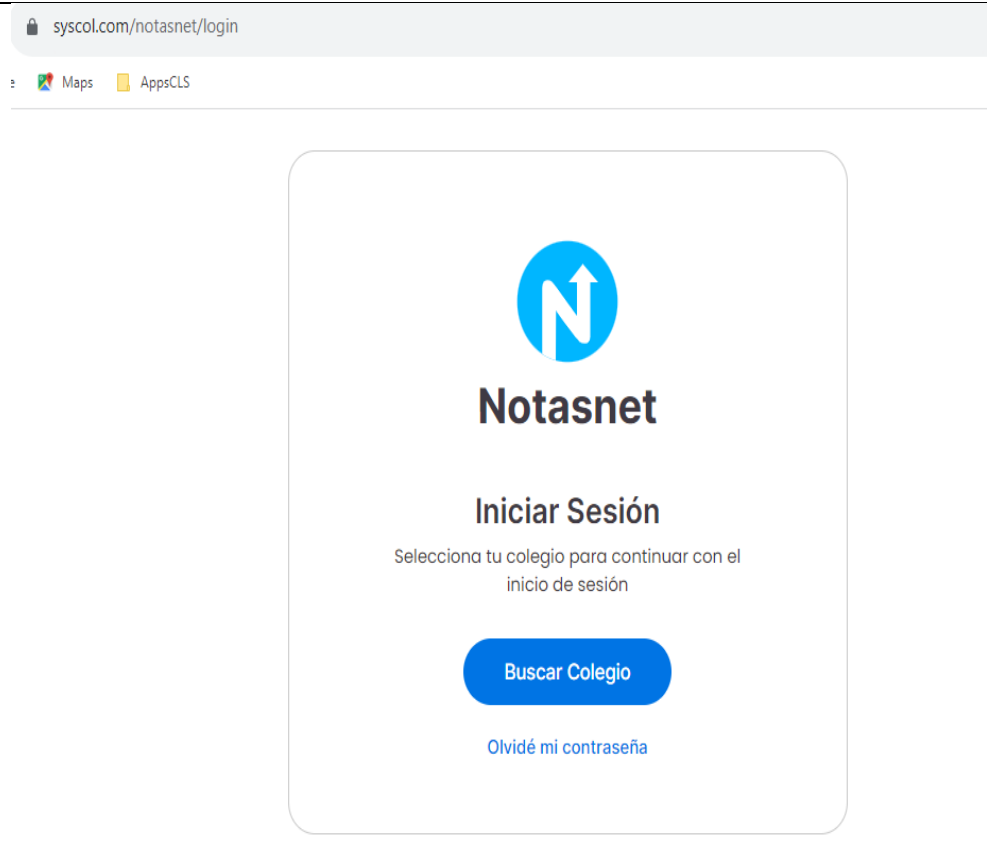 syscol.com/notasnet/login
Maps AppsCLS
Notasnet
Iniciar Sesión
Selecciona tu colegio para continuar con el
inicio de sesión
Buscar Colegio
Olvidé mi contraseña